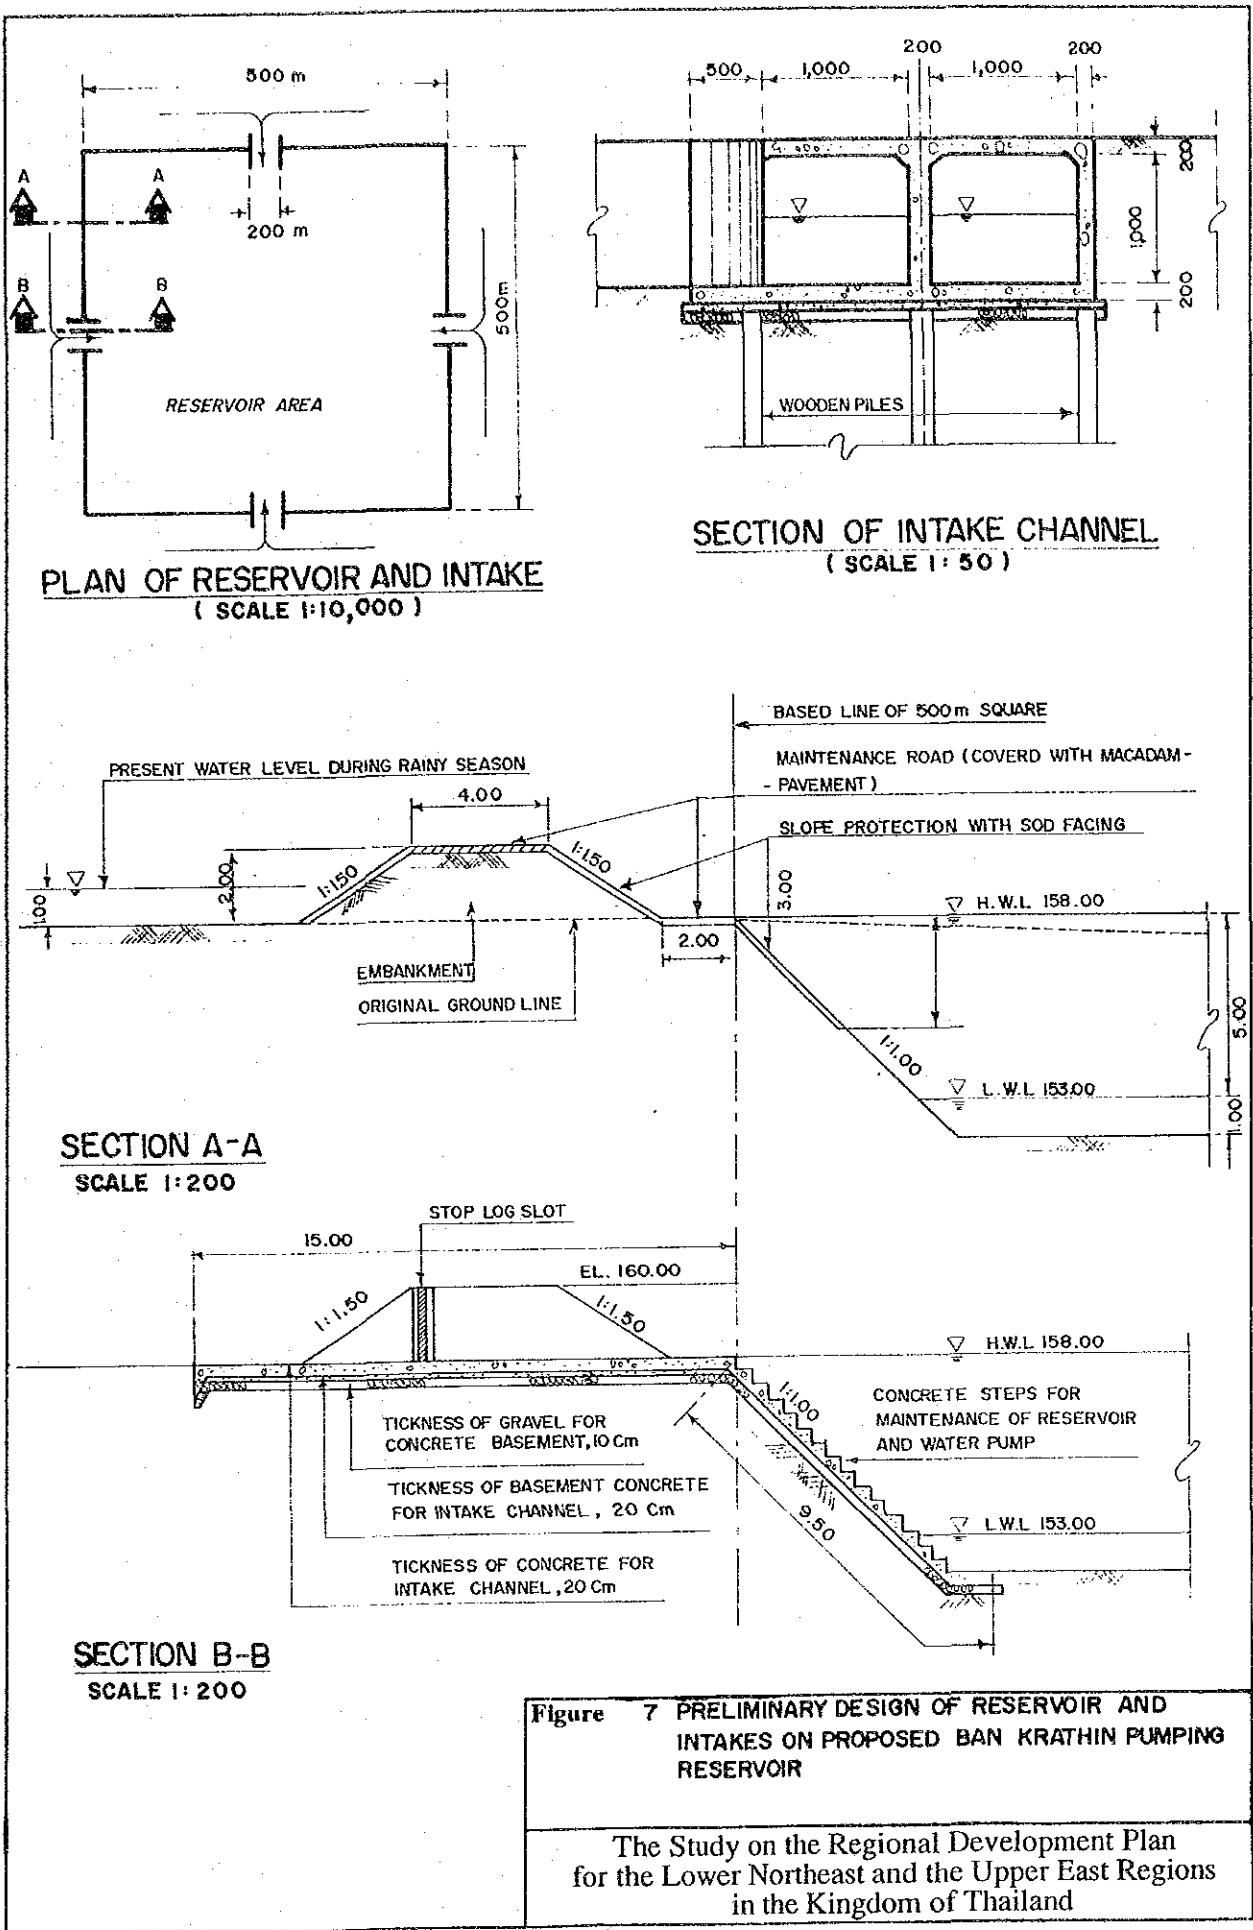 500 m
A
A
200 m
B
B
500m
RESERVOIR AREA
PLAN OF RESERVOIR AND INTAKE
( SCALE 1:10,000 )
200
200
500
1,000
1,000
200
1,000
200
WOODEN PILES
SECTION OF INTAKE CHANNEL
( SCALE 1:50 )
BASED LINE OF 500m SQUARE
MAINTENANCE ROAD (COVERD WITH MACADAM-
- PAVEMENT)
PRESENT WATER LEVEL DURING RAINY SEASON
4.00
SLOPE PROTECTION WITH SOD FACING
1:1.50
1:1.50
2.00
1.00
3.00
H.W.L 158.00
2.00
EMBANKMENT
ORIGINAL GROUND LINE
5.00
1:1.00
L.W.L 153.00
1.00
SECTION A-A
SCALE 1:200
STOP LOG SLOT
15.00
EL. 160.00
1:1.50
1:1.50
H.W.L 158.00
1:1.00
CONCRETE STEPS FOR
MAINTENANCE OF RESERVOIR
AND WATER PUMP
TICKNESS OF GRAVEL FOR
CONCRETE BASEMENT,10 Cm
TICKNESS OF BASEMENT CONCRETE
FOR INTAKE CHANNEL, 20 Cm
9.50
L.W.L 153.00
TICKNESS OF CONCRETE FOR
INTAKE CHANNEL,20 Cm
SECTION B-B
SCALE 1:200
Figure 7 PRELIMINARY DESIGN OF RESERVOIR AND
INTAKES ON PROPOSED BAN KRATHIN PUMPING
RESERVOIR
The Study on the Regional Development Plan
for the Lower Northeast and the Upper East Regions
in the Kingdom of Thailand